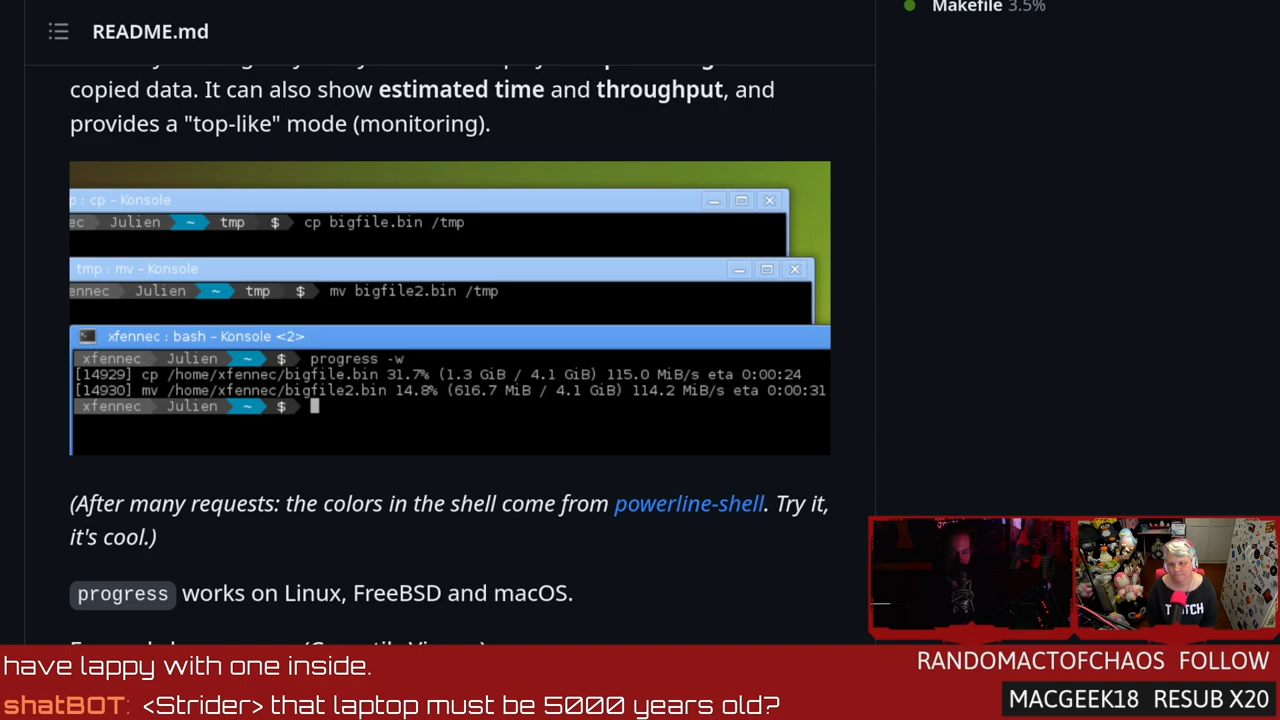 README.md
Makefile 3.5%
copied data. It can also show estimated time and throughput, and
provides a "top-like" mode (monitoring).
p : cp – Konsole
ec Julien ~ tmp $ cp bigfile.bin /tmp
tmp : mv – Konsole
ennec Julien ~ tmp $ mv bigfile2.bin /tmp
xfennec : bash – Konsole <2>
xfennec Julien ~ $ progress -w
[14929] cp /home/xfennec/bigfile.bin 31.7% (1.3 GiB / 4.1 GiB) 115.0 MiB/s eta 0:00:24
[14930] mv /home/xfennec/bigfile2.bin 14.8% (616.7 MiB / 4.1 GiB) 114.2 MiB/s eta 0:00:31
xfennec Julien ~ $
(After many requests: the colors in the shell come from powerline-shell. Try it,
it's cool.)
progress works on Linux, FreeBSD and macOS.
have lappy with one inside.
shatBOT: <Strider> that laptop must be 5000 years old?
RANDOMACTOFCHAOS FOLLOW
MACGEEK18 RESUB X20